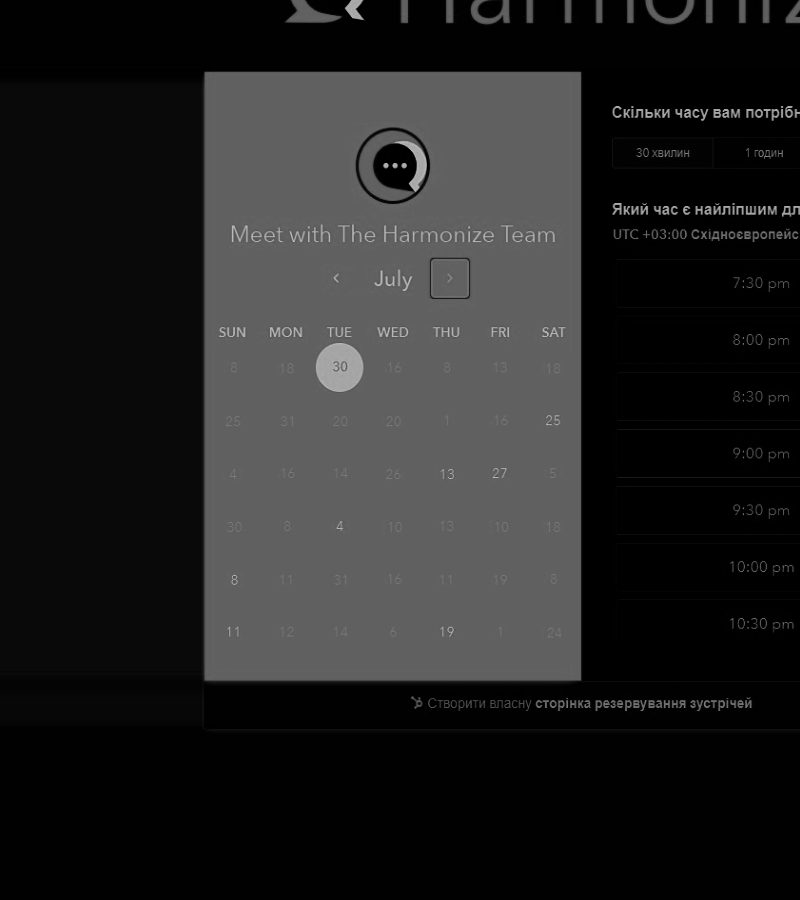 Harmoniz
Meet with The Harmonize Team
July
SUN MON TUE WED THU FRI SAT
8 18 30 16 8 13 18
25 31 20 20 1 16 25
4 16 14 26 13 27 5
30 8 4 10 13 10 18
8 11 31 16 11 19 8
11 12 14 6 19 1 24
Скільки часу вам потрібн
30 хвилин 1 годин
Який час є найліпшим дл
UTC +03:00 Східноєвропейс
7:30 pm
8:00 pm
8:30 pm
9:00 pm
9:30 pm
10:00 pm
10:30 pm
Створити власну сторінка резервування зустрічей